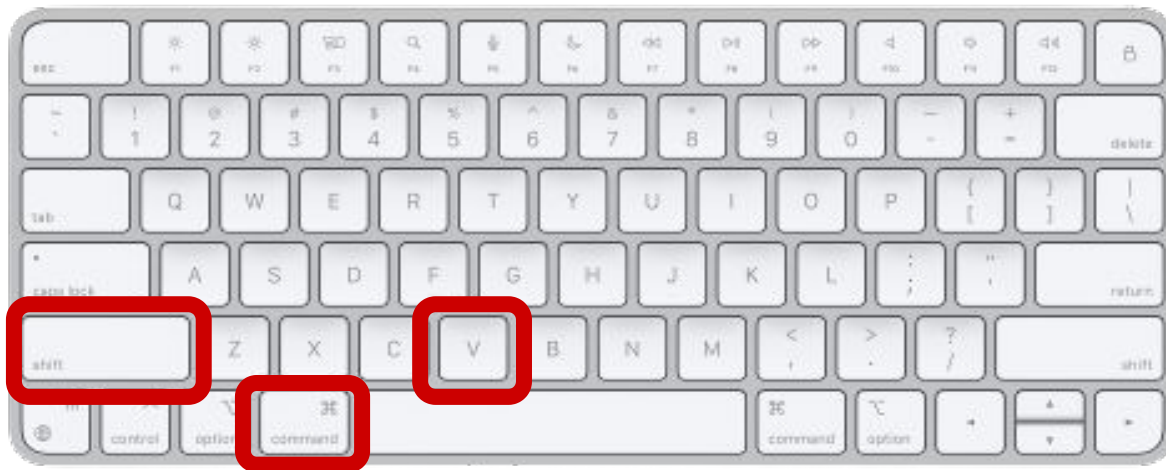 esc F1 F2 F3 F4 F5 F6 F7 F8 F9 F10 F11 F12
~ ! @ # $ % ^ & * ( ) — +
` 1 2 3 4 5 6 7 8 9 0 - = delete
tab Q W E R T Y U I O P { [ } ] | \
caps lock A S D F G H J K L : ; " ' return
shift Z X C V B N M < , > . ? / shift
control option ⌘ command ⌘ command option